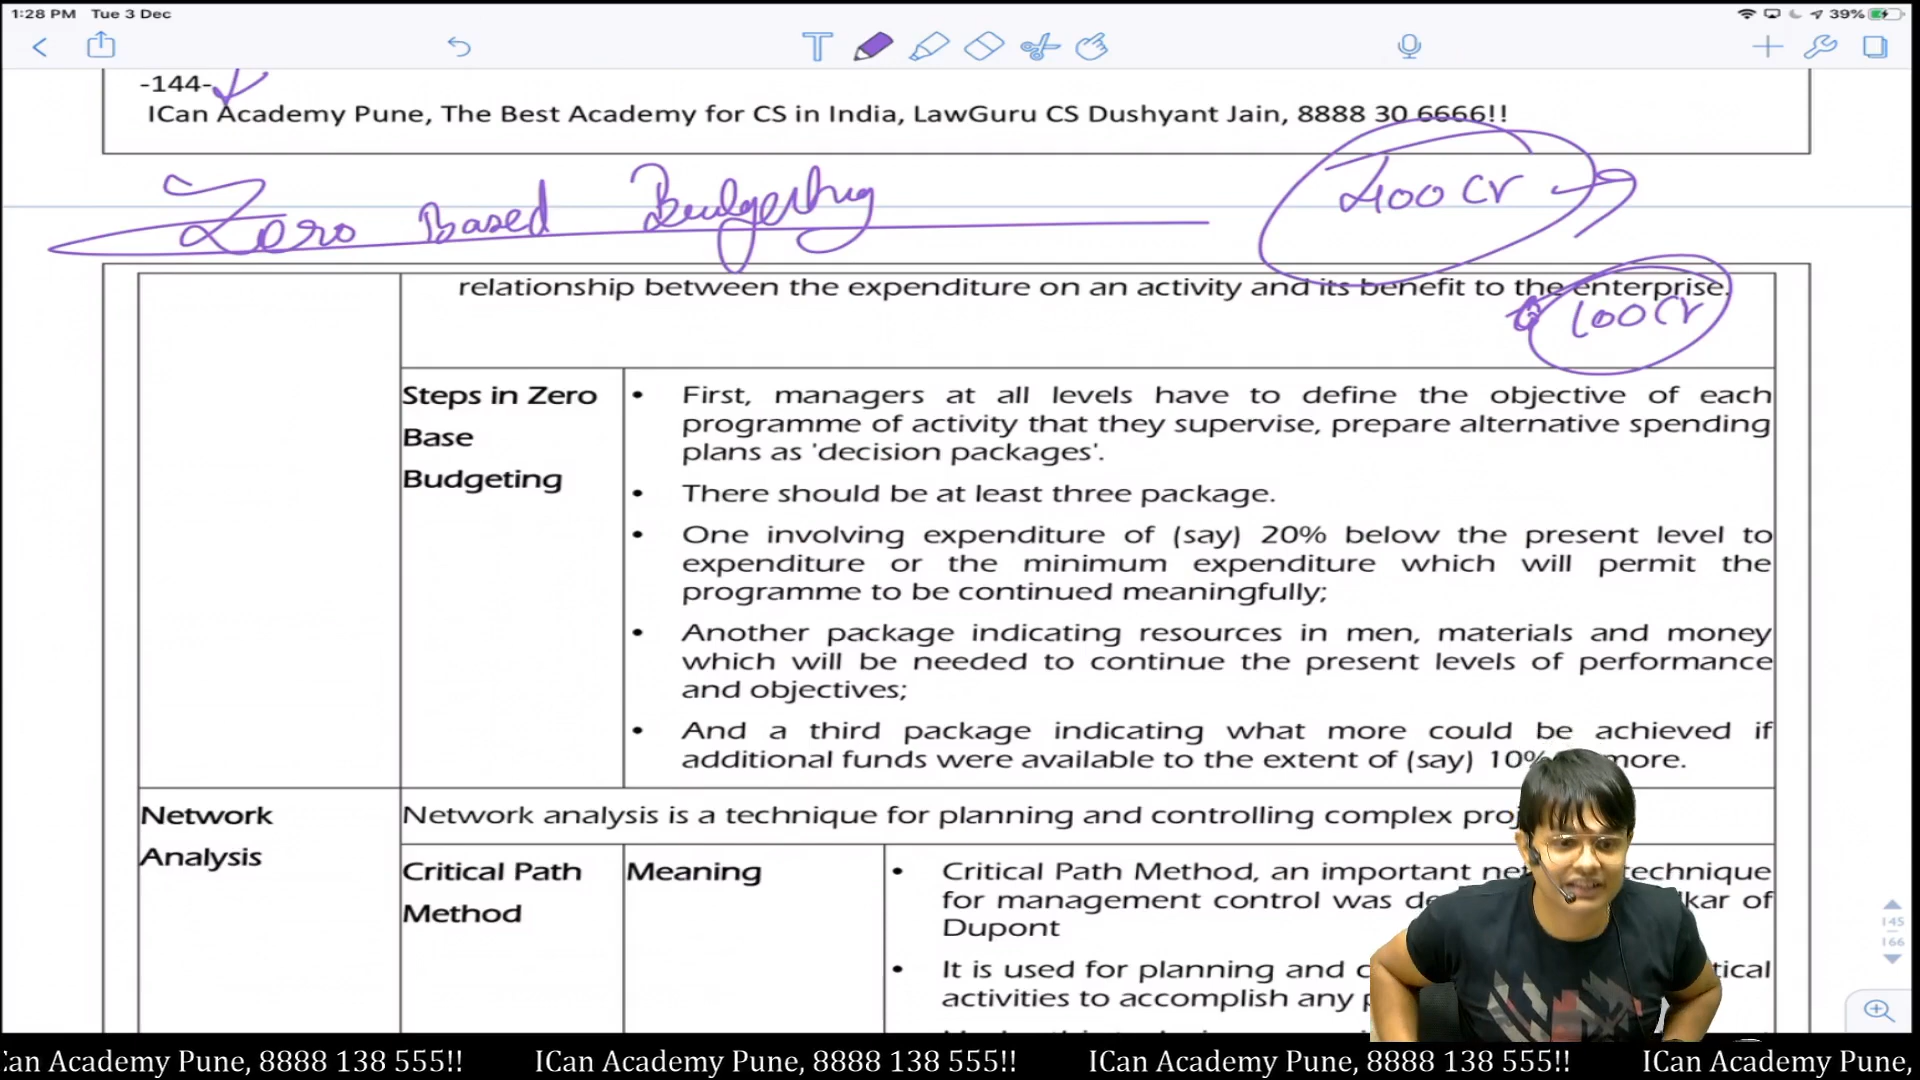 1:28 PM Tue 3 Dec
39%
-144-
ICan Academy Pune, The Best Academy for CS in India, LawGuru CS Dushyant Jain, 8888 30 6666!!
Zero Based Budgeting
400 Cr
relationship between the expenditure on an activity and its benefit to the enterprise.
100 Cr
Steps in Zero
Base
Budgeting
• First, managers at all levels have to define the objective of each
programme of activity that they supervise, prepare alternative spending
plans as 'decision packages'.
• There should be at least three package.
• One involving expenditure of (say) 20% below the present level to
expenditure or the minimum expenditure which will permit the
programme to be continued meaningfully;
• Another package indicating resources in men, materials and money
which will be needed to continue the present levels of performance
and objectives;
• And a third package indicating what more could be achieved if
additional funds were available to the extent of (say) 10% more.
Network
Analysis
Network analysis is a technique for planning and controlling complex
Critical Path
Method
Meaning
• Critical Path Method, an important technique
for management control was of
Dupont
• It is used for planning and
activities to accomplish any
145
166
Can Academy Pune, 8888 138 555!! ICan Academy Pune, 8888 138 555!! ICan Academy Pune, 8888 138 555!! ICan Academy Pune,